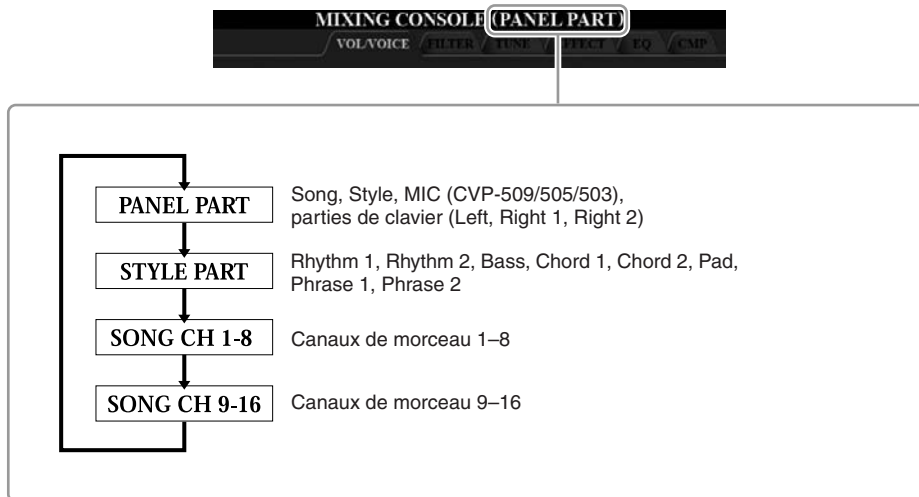 MIXING CONSOLE (PANEL PART)
VOL/VOICE FILTER TUNE EFFECT EQ CMP
PANEL PART
Song, Style, MIC (CVP-509/505/503),
parties de clavier (Left, Right 1, Right 2)
STYLE PART
Rhythm 1, Rhythm 2, Bass, Chord 1, Chord 2, Pad,
Phrase 1, Phrase 2
SONG CH 1-8
Canaux de morceau 1–8
SONG CH 9-16
Canaux de morceau 9–16